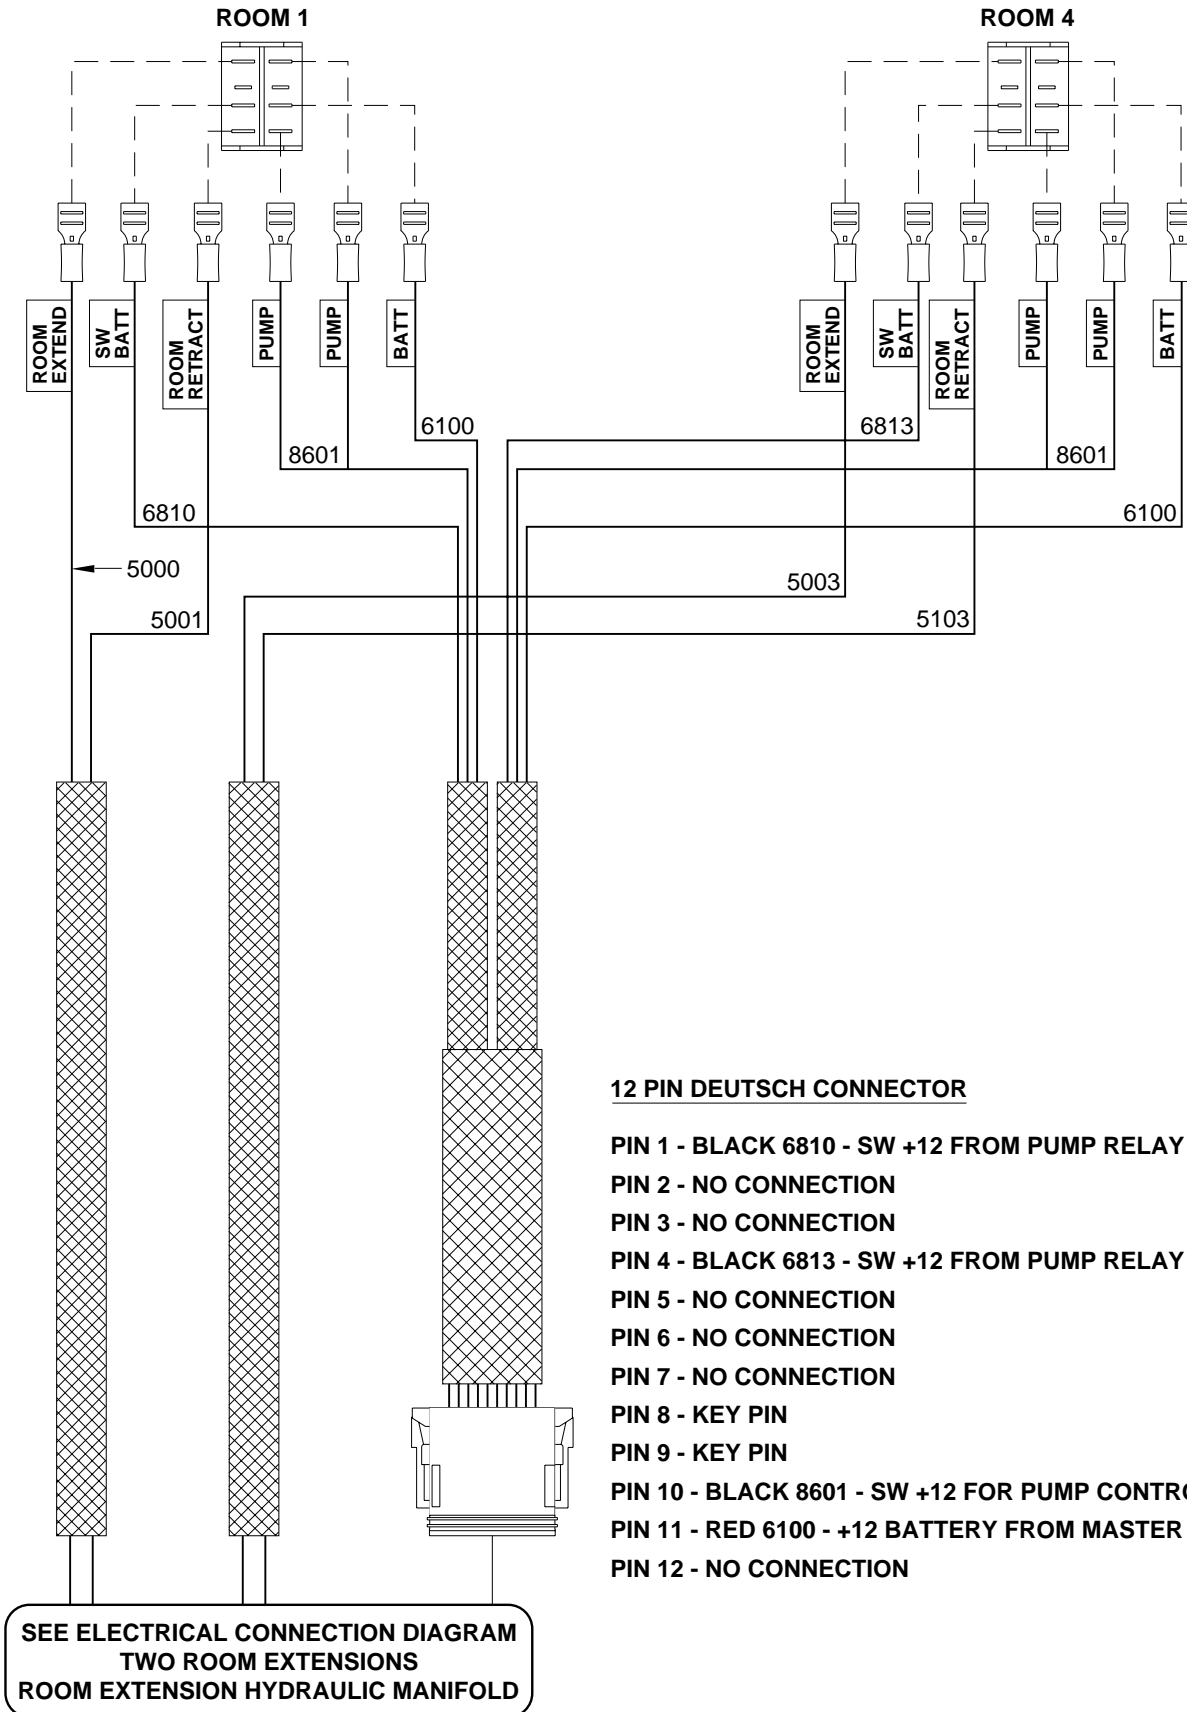 ROOM 1
ROOM 4
ROOM
EXTEND
SW
BATT
ROOM
RETRACT
PUMP
PUMP
BATT
ROOM
EXTEND
SW
BATT
ROOM
RETRACT
PUMP
PUMP
BATT
6100
6813
8601
8601
6810
6100
5000
5003
5001
5103
12 PIN DEUTSCH CONNECTOR
PIN 1 - BLACK 6810 - SW +12 FROM PUMP RELAY
PIN 2 - NO CONNECTION
PIN 3 - NO CONNECTION
PIN 4 - BLACK 6813 - SW +12 FROM PUMP RELAY
PIN 5 - NO CONNECTION
PIN 6 - NO CONNECTION
PIN 7 - NO CONNECTION
PIN 8 - KEY PIN
PIN 9 - KEY PIN
PIN 10 - BLACK 8601 - SW +12 FOR PUMP
PIN 11 - RED 6100 - +12 BATTERY FROM MASTER
PIN 12 - NO CONNECTION
SEE ELECTRICAL CONNECTION DIAGRAM
TWO ROOM EXTENSIONS
ROOM EXTENSION HYDRAULIC MANIFOLD